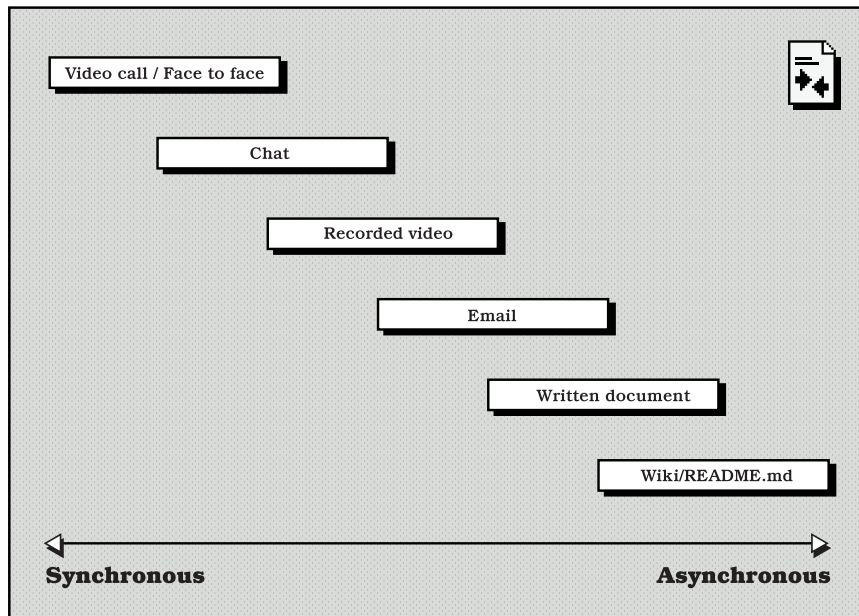 Video call / Face to face
Chat
Recorded video
Email
Written document
Wiki/README.md
Synchronous
Asynchronous